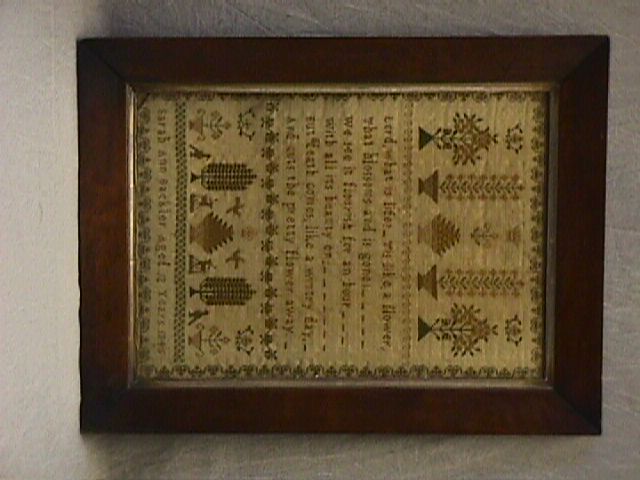 Lord what is life tis like a flower,
that blossoms and is gone
we see it flourish for an hour
with all its beauty on
But death comes, like a wintry day,
And cuts the pretty flower away
sarah ann aged 12 Years